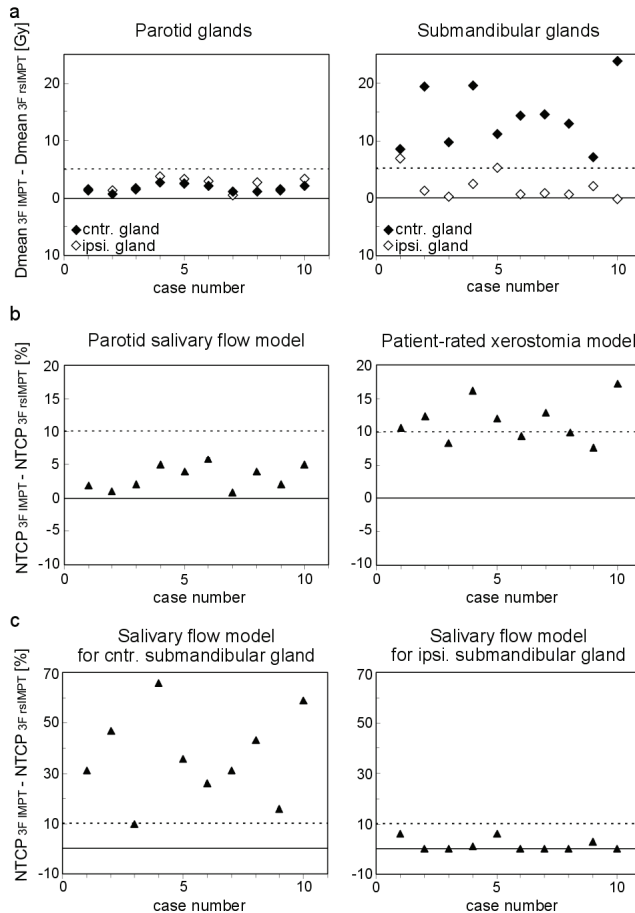 a
Parotid glands
Submandibular glands
Dmean 3F IMPT - Dmean 3F rsIMPT [Gy]
20
10
0
10
20
10
0
10
cntr. gland
ipsi. gland
cntr. gland
ipsi. gland
0 5 10
0 5 10
case number
case number
b
Parotid salivary flow model
Patient-rated xerostomia model
NTCP 3F IMPT - NTCP 3F rsIMPT [%]
20
15
10
5
0
-5
-10
20
15
10
5
0
-5
-10
0 5 10
0 5 10
case number
case number
c
Salivary flow model
for cntr. submandibular gland
Salivary flow model
for ipsi. submandibular gland
NTCP 3F IMPT - NTCP 3F rsIMPT [%]
70
50
30
10
-10
70
50
30
10
-10
0 5 10
0 5 10
case number
case number